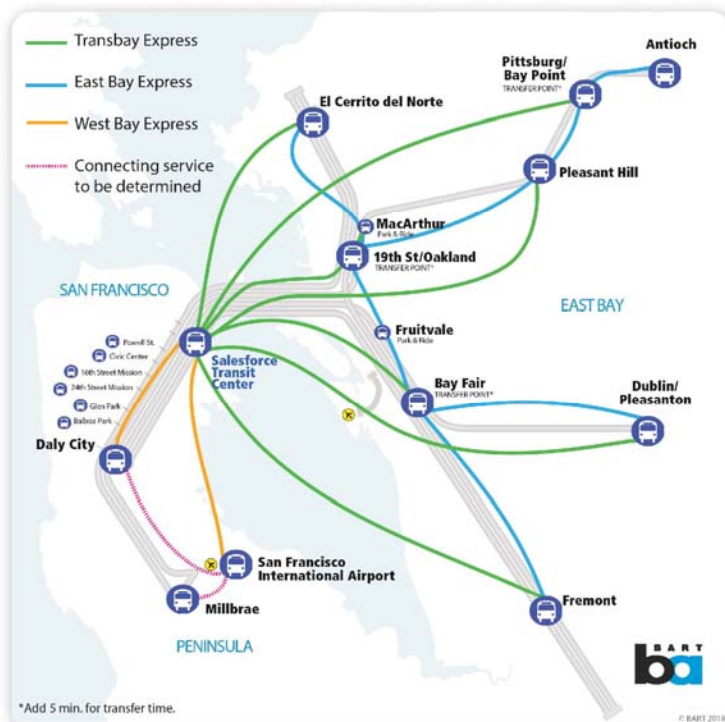 Transbay Express
East Bay Express
West Bay Express
Connecting service
to be determined
Antioch
Pittsburg/
Bay Point
TRANSFER POINT*
El Cerrito del Norte
Pleasant Hill
MacArthur
Park & Ride
19th St/Oakland
TRANSFER POINT*
SAN FRANCISCO
EAST BAY
Powell St.
Civic Center
16th Street Mission
24th Street Mission
Glen Park
Balboa Park
Salesforce
Transit
Center
Fruitvale
Park & Ride
Bay Fair
TRANSFER POINT*
Dublin/
Pleasanton
Daly City
San Francisco
International Airport
Millbrae
Fremont
PENINSULA
BART
ba
*Add 5 min. for transfer time.
© BART 2018